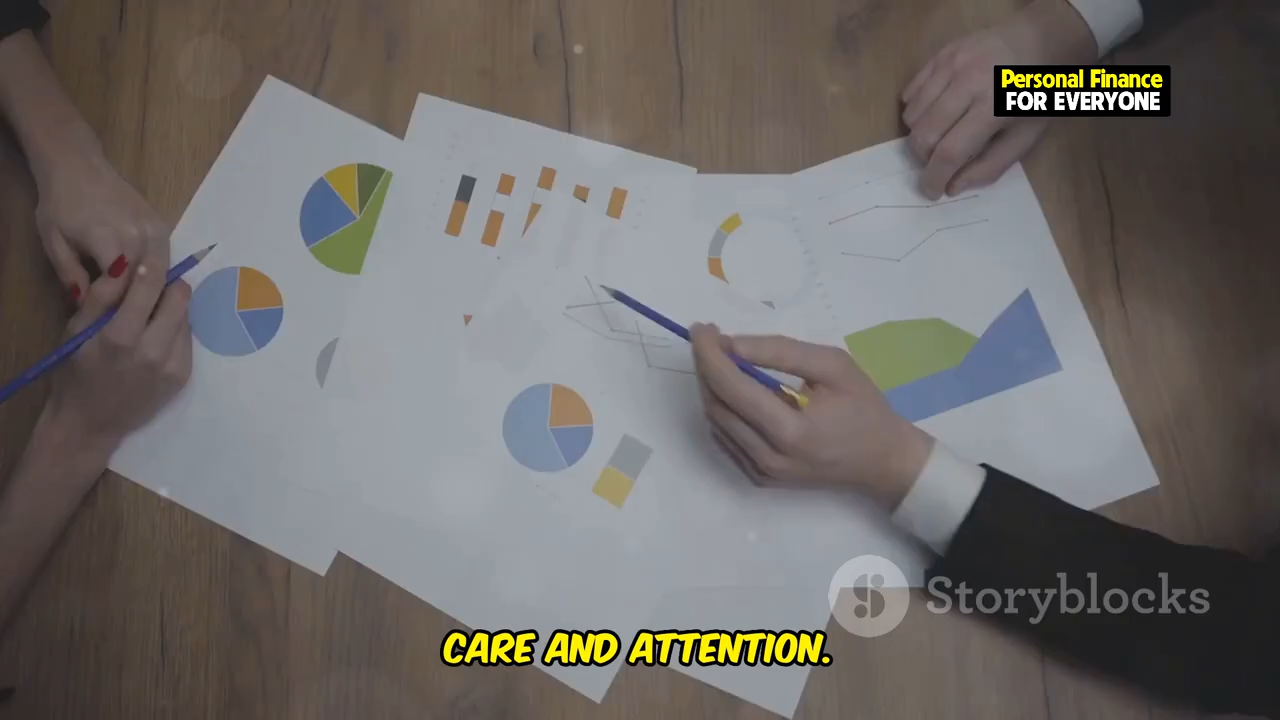 Personal Finance
FOR EVERYONE
Storyblocks
CARE AND ATTENTION.